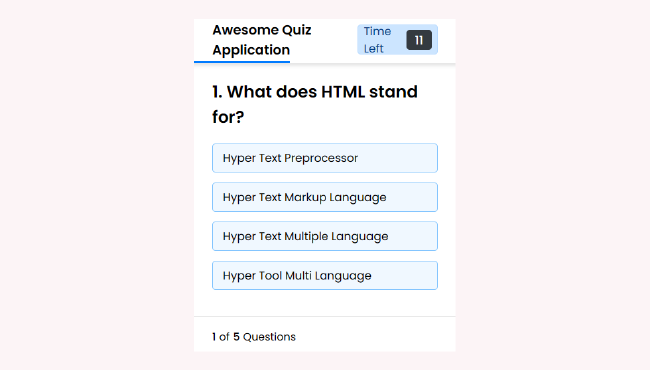 Awesome Quiz
Application
Time
Left
11
1. What does HTML stand
for?
Hyper Text Preprocessor
Hyper Text Markup Language
Hyper Text Multiple Language
Hyper Tool Multi Language
1 of 5 Questions